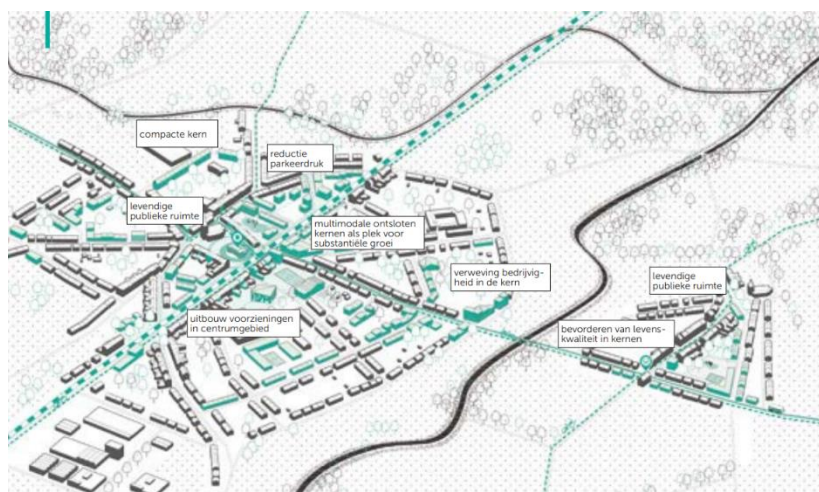 compacte kern
reductie
parkeerdruk
levendige
publieke ruimte
multimodale ontsloten
kernen als plek voor
substantiële groei
verweving bedrijvig-
heid in de kern
levendige
publieke ruimte
uitbouw voorzieningen
in centrumgebied
bevorderen van levens-
kwaliteit in kernen